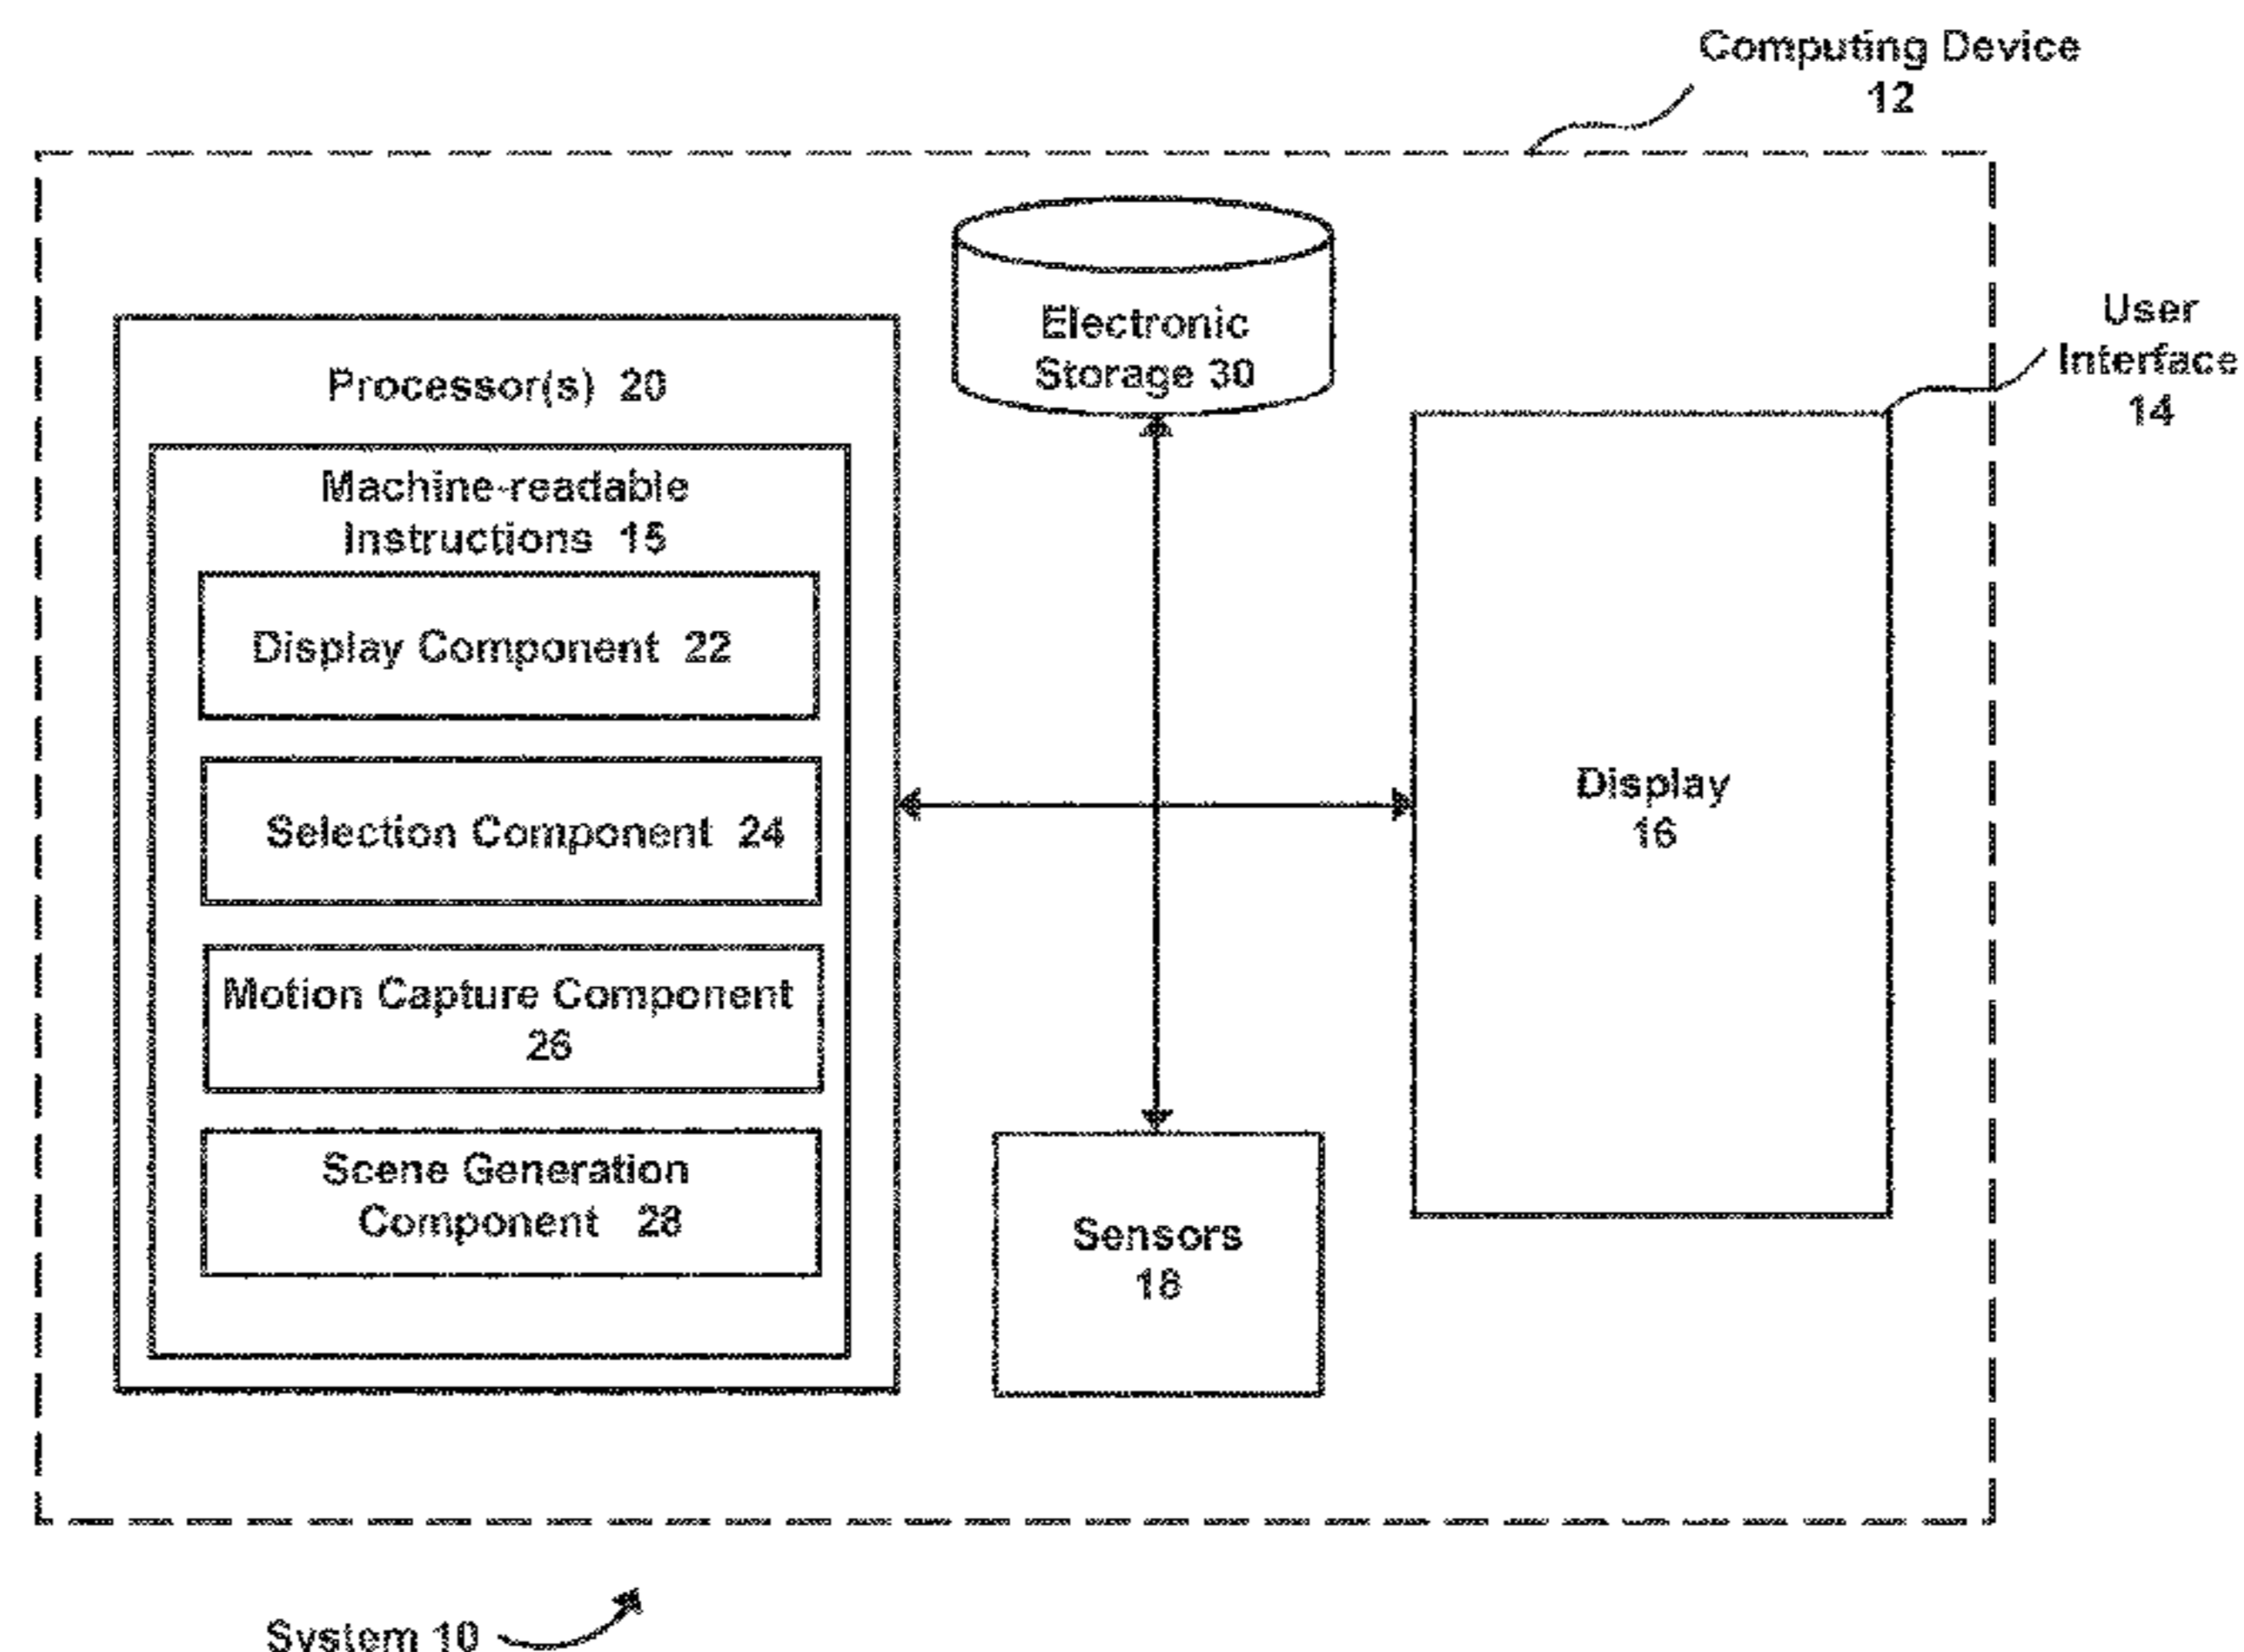 Computing Device
12
Electronic
Storage 30
User
Interface
14
Processor(s) 20
Machine-readable
Instructions 15
Display Component 22
Selection Component 24
Motion Capture Component
26
Scene Generation
Component 28
Display
16
Sensors
18
System 10